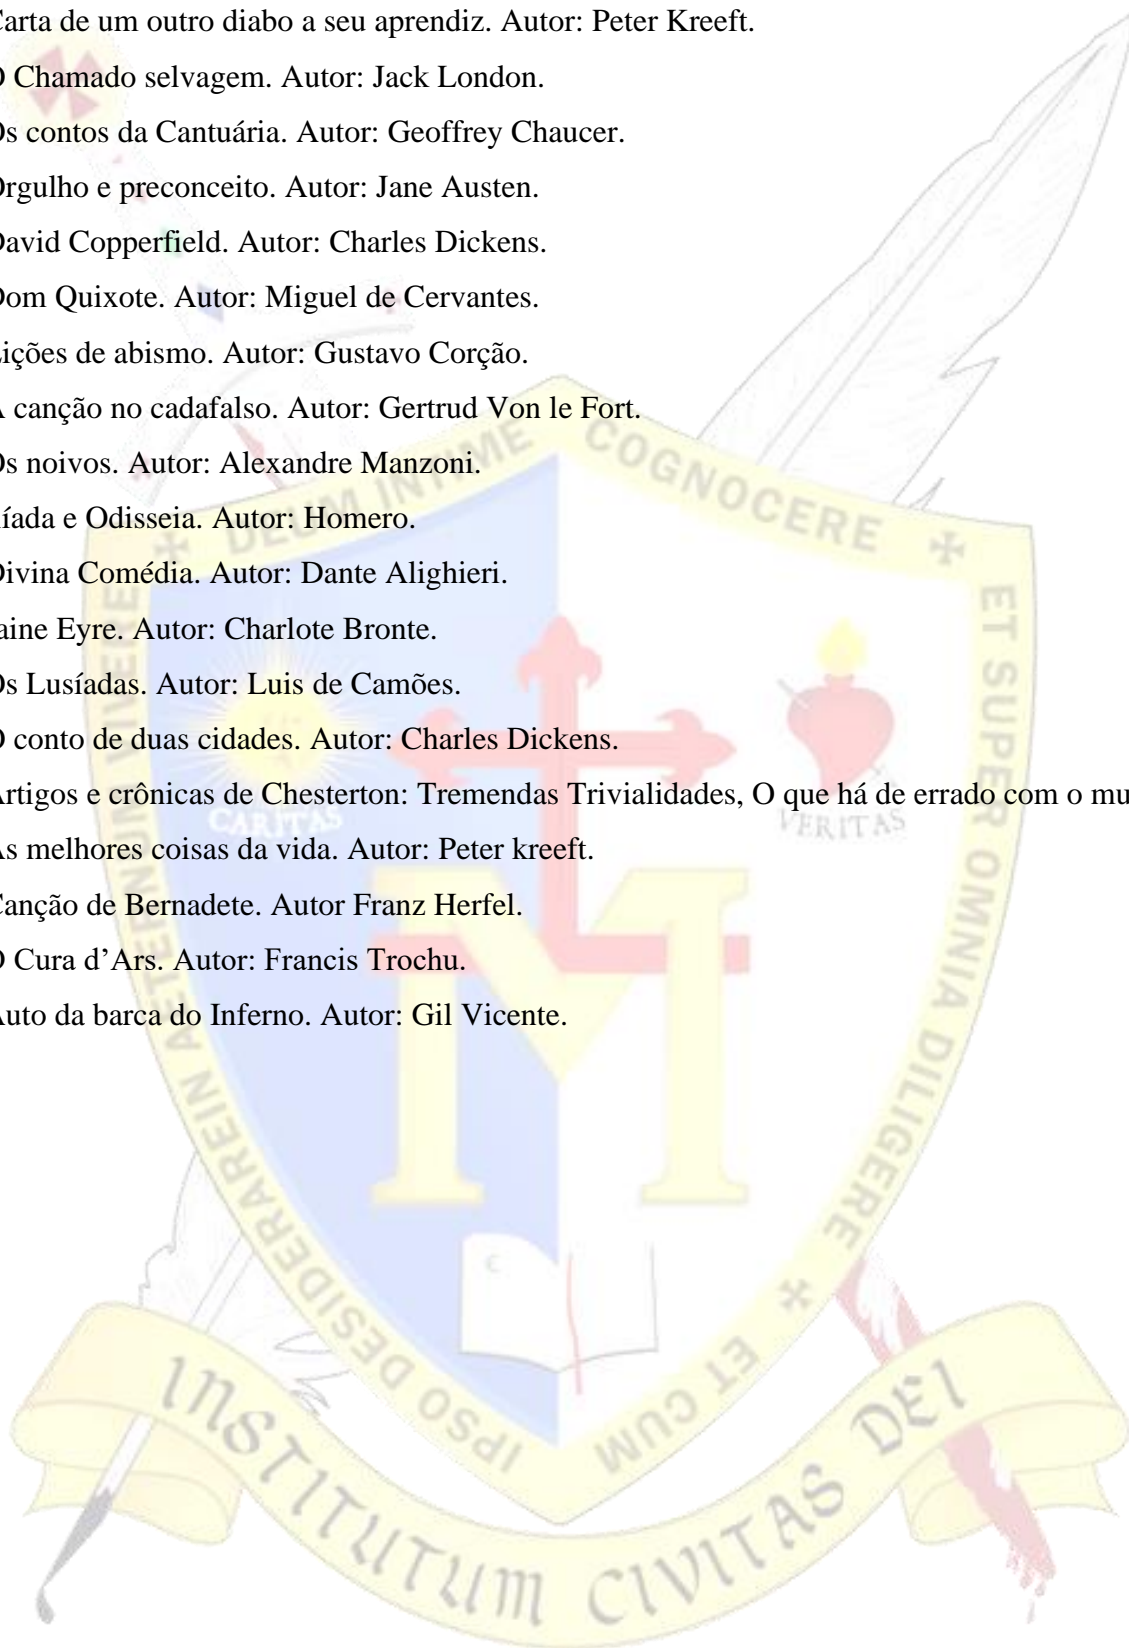 Carta de um outro diabo a seu aprendiz. Autor: Peter Kreeft.
O Chamado selvagem. Autor: Jack London.
Os contos da Cantuária. Autor: Geoffrey Chaucer.
Orgulho e preconceito. Autor: Jane Austen.
David Copperfield. Autor: Charles Dickens.
Dom Quixote. Autor: Miguel de Cervantes.
Lições de abismo. Autor: Gustavo Corção.
A canção no cadafalso. Autor: Gertrud Von le Fort.
Os noivos. Autor: Alexandre Manzoni.
líada e Odisseia. Autor: Homero.
Divina Comédia. Autor: Dante Alighieri.
aine Eyre. Autor: Charlote Bronte.
Os Lusíadas. Autor: Luis de Camões.
O conto de duas cidades. Autor: Charles Dickens.
Artigos e crônicas de Chesterton: Tremendas Trivialidades, O que há de errado com o mu
As melhores coisas da vida. Autor: Peter kreeft.
Canção de Bernadete. Autor Franz Herfel.
O Cura d’Ars. Autor: Francis Trochu.
Auto da barca do Inferno. Autor: Gil Vicente.
DEUM INTIME COGNOCERE ET SUPER OMNIA DILIGERE ET CUM IPSO DESIDERAREIN AETERNUM VIVERE
CARITAS
VERITAS
INSTITUTUM CIVITAS DEI